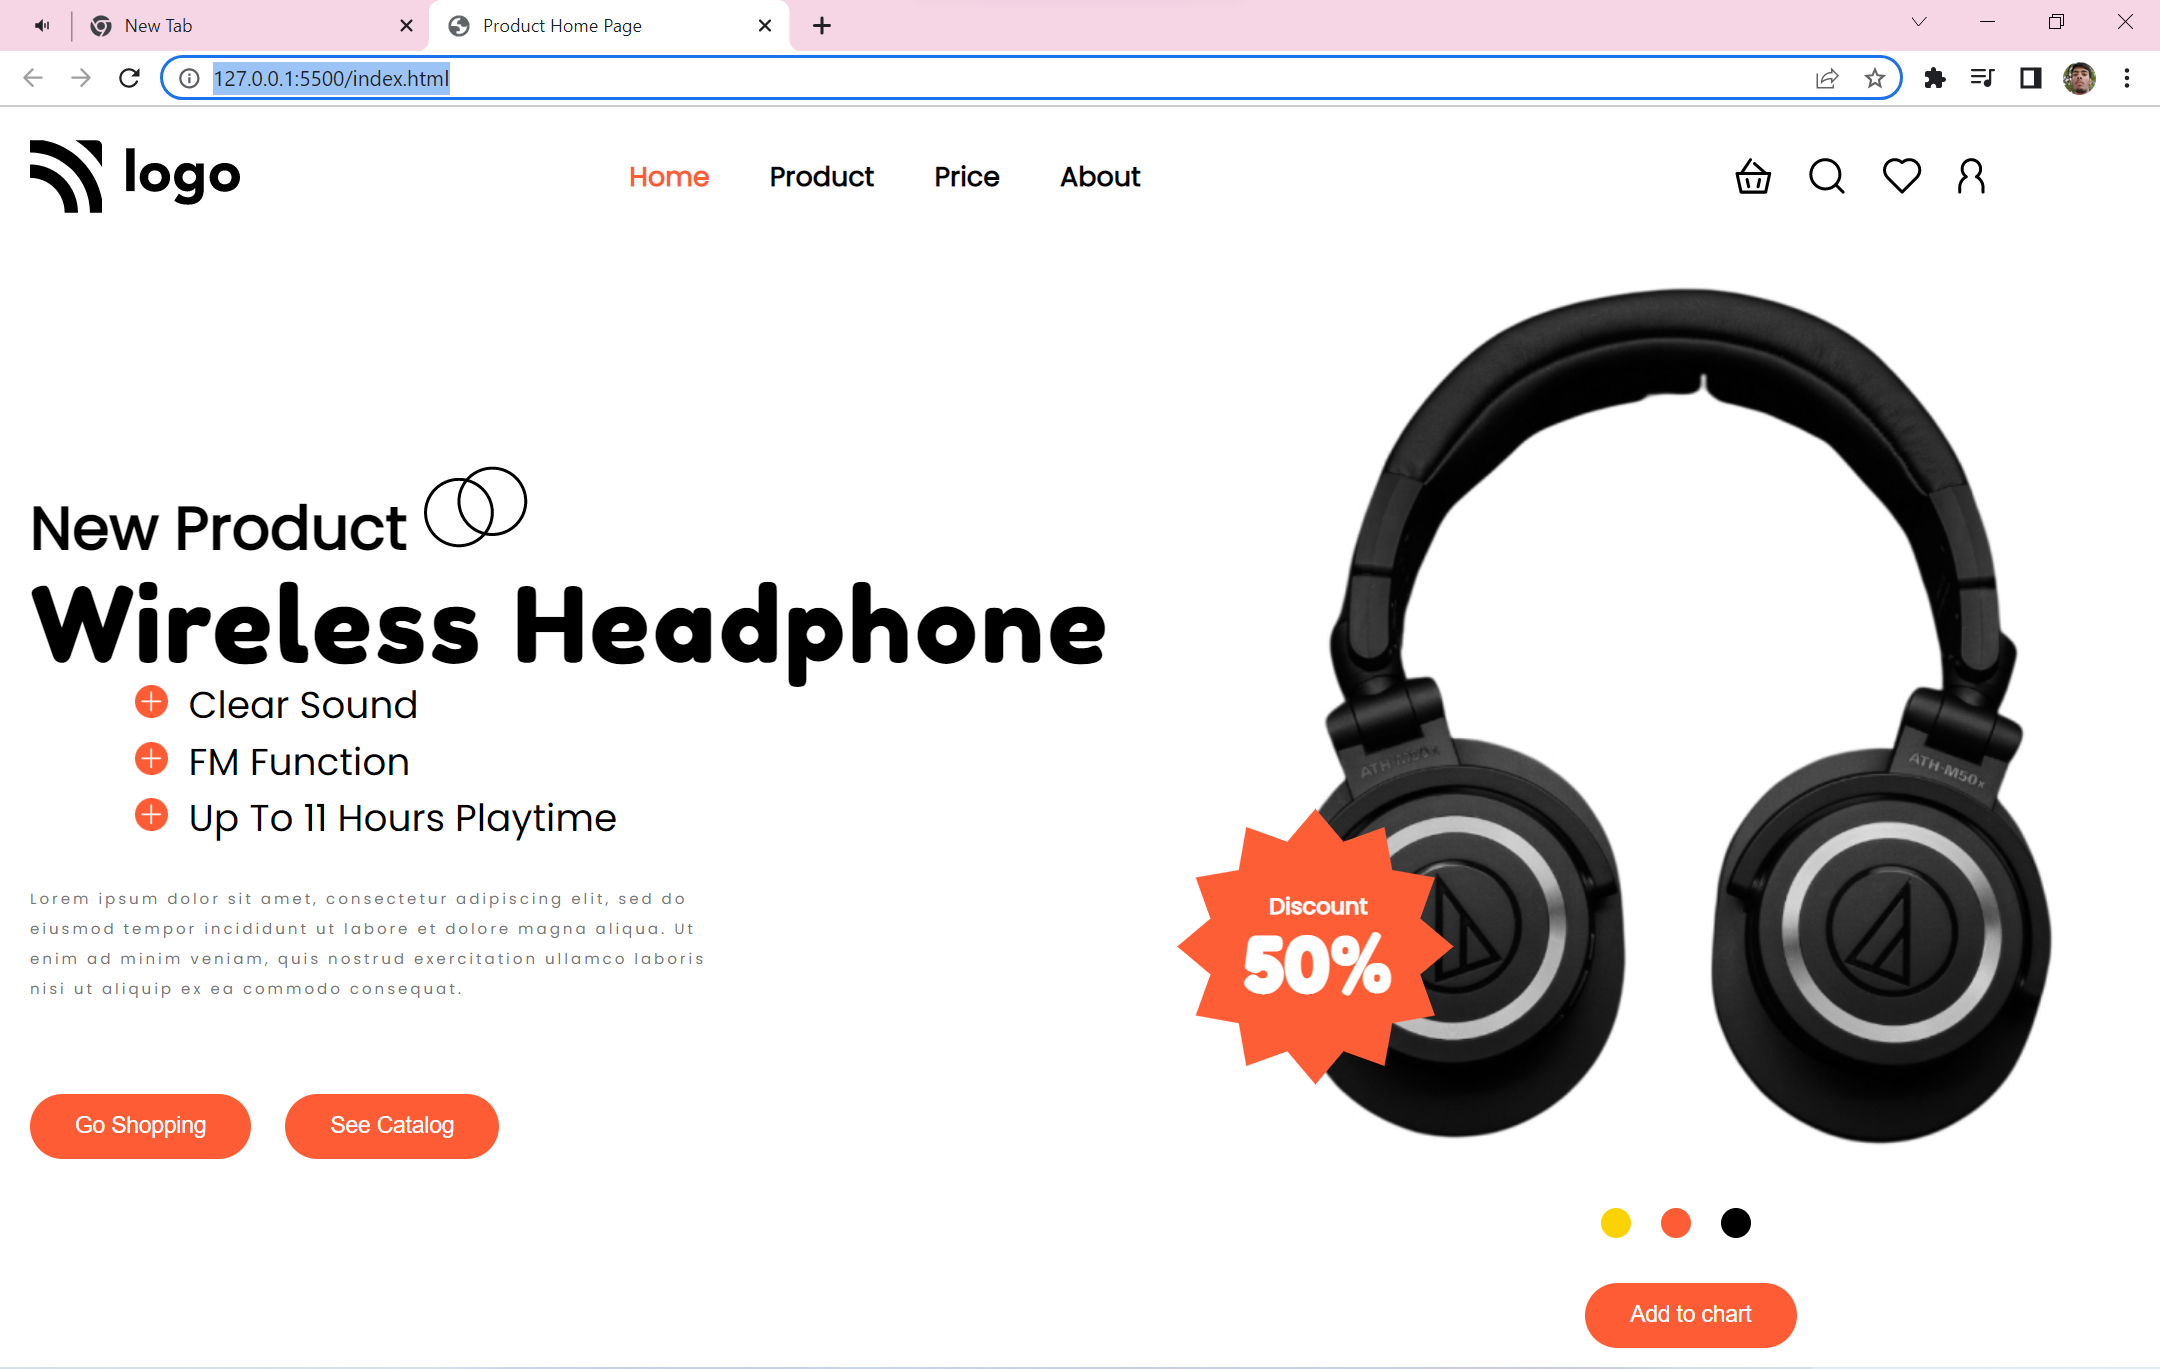 New Tab
Product Home Page
127.0.0.1:5500/index.html
logo
Home Product Price About
New Product
Wireless Headphone
Clear Sound
FM Function
Up To 11 Hours Playtime
Lorem ipsum dolor sit amet, consectetur adipiscing elit, sed do
eiusmod tempor incididunt ut labore et dolore magna aliqua. Ut
enim ad minim veniam, quis nostrud exercitation ullamco laboris
nisi ut aliquip ex ea commodo consequat.
Go Shopping See Catalog
ATH-M50x
ATH-M50x
Discount
50%
Add to chart